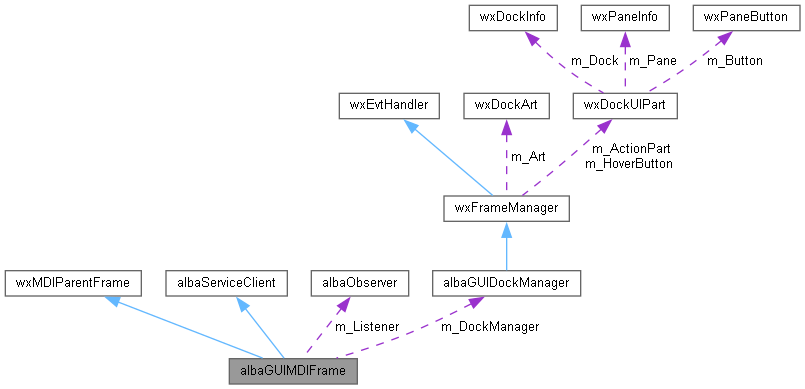 wxDockInfo
wxPaneInfo
wxPaneButton
m_Dock
m_Pane
m_Button
wxEvtHandler
wxDockArt
wxDockUIPart
m_Art
m_ActionPart
m_HoverButton
wxFrameManager
wxMDIParentFrame
albaServiceClient
albaObserver
albaGUIDockManager
m_Listener
m_DockManager
albaGUIMDIFrame